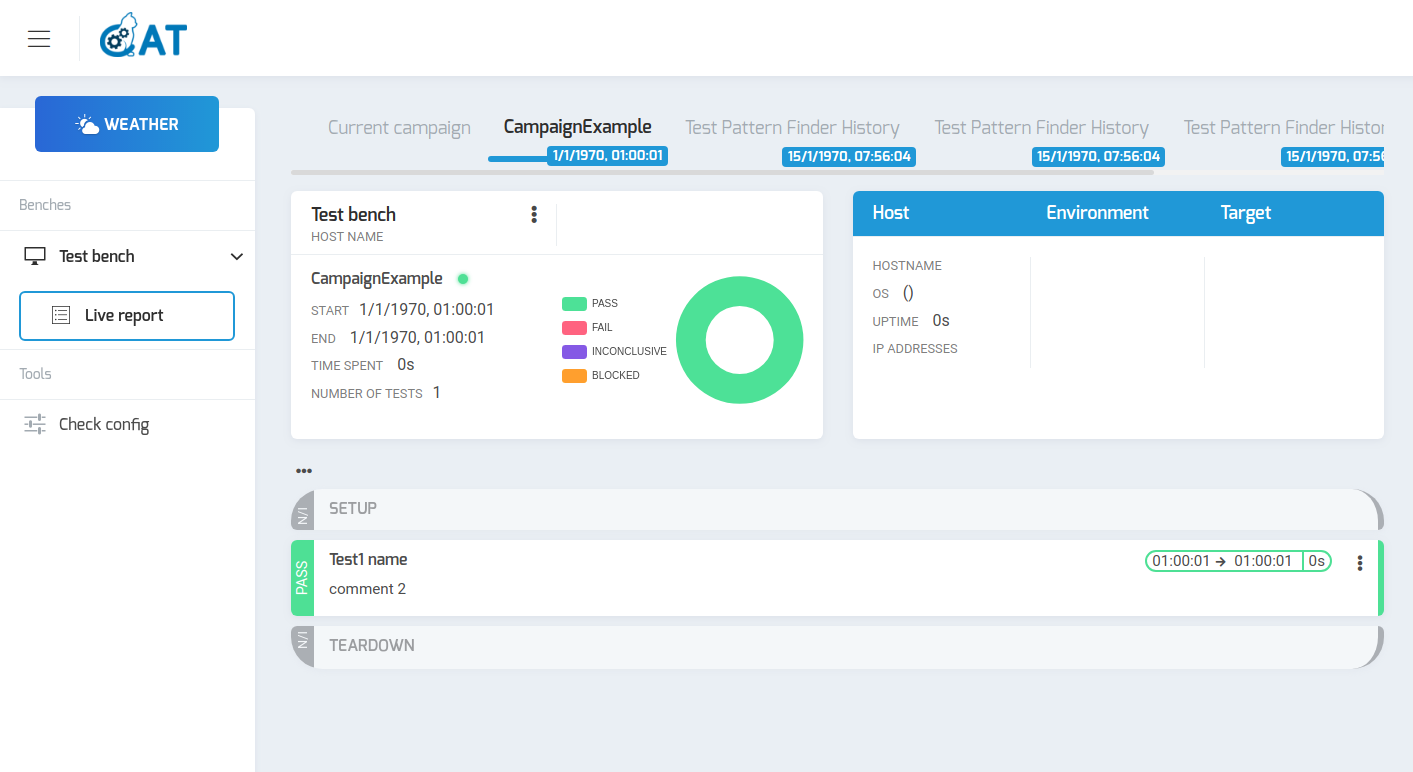 CAT
WEATHER
Benches
Test bench
Live report
Tools
Check config
Current campaign
CampaignExample
1/1/1970, 01:00:01
Test Pattern Finder History
15/1/1970, 07:56:04
Test Pattern Finder History
15/1/1970, 07:56:04
Test Pattern Finder Histor
15/1/1970, 07:56
Test bench
HOST NAME
CampaignExample
START 1/1/1970, 01:00:01
END 1/1/1970, 01:00:01
TIME SPENT 0s
NUMBER OF TESTS 1
PASS
FAIL
INCONCLUSIVE
BLOCKED
Host Environment Target
HOSTNAME
OS ()
UPTIME 0s
IP ADDRESSES
N/I SETUP
PASS
Test1 name
01:00:01 → 01:00:01 0s
comment 2
N/I TEARDOWN